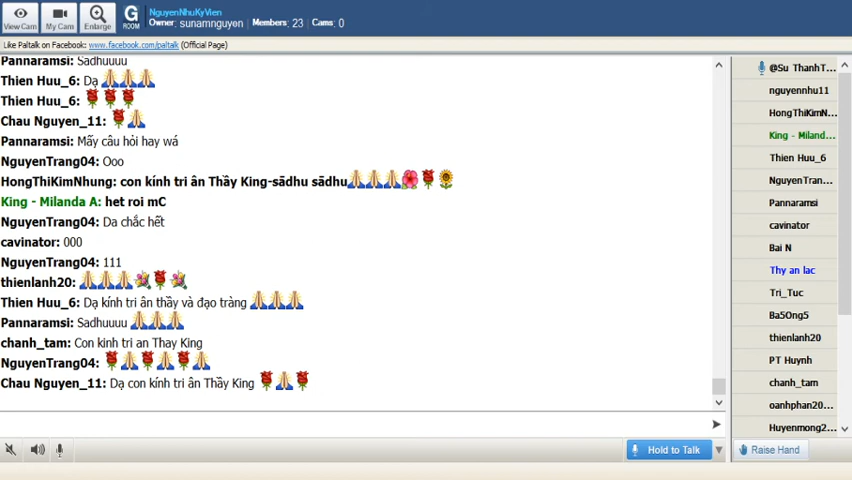 View Cam
My Cam
Enlarge
G
ROOM
NguyenNhuKyVien
Owner: sunamnguyen Members: 23 Cams: 0
Like Paltalk on Facebook: www.facebook.com/paltalk (Official Page)
Pannaramsi: Sadhuuuu
Thien Huu_6: Dạ
Thien Huu_6:
Chau Nguyen_11:
Pannaramsi: Mấy câu hỏi hay wá
NguyenTrang04: Ooo
HongThiKimNhung: con kính tri ân Thầy King-sādhu sādhu
King - Milanda A: het roi mC
NguyenTrang04: Da chắc hết
cavinator: 000
NguyenTrang04: 111
thienlanh20:
Thien Huu_6: Dạ kính tri ân thầy và đạo tràng
Pannaramsi: Sadhuuuu
chanh_tam: Con kinh tri an Thay King
NguyenTrang04:
Chau Nguyen_11: Dạ con kính tri ân Thầy King
@Su ThanhT...
nguyennhu11
HongThiKimN...
King - Miland...
Thien Huu_6
NguyenTran...
Pannaramsi
cavinator
Bai N
Thy an lac
Tri_Tuc
Ba5Ong5
thienlanh20
PT Huynh
chanh_tam
oanhphan20...
Huyenmong2...
Hold to Talk
Raise Hand